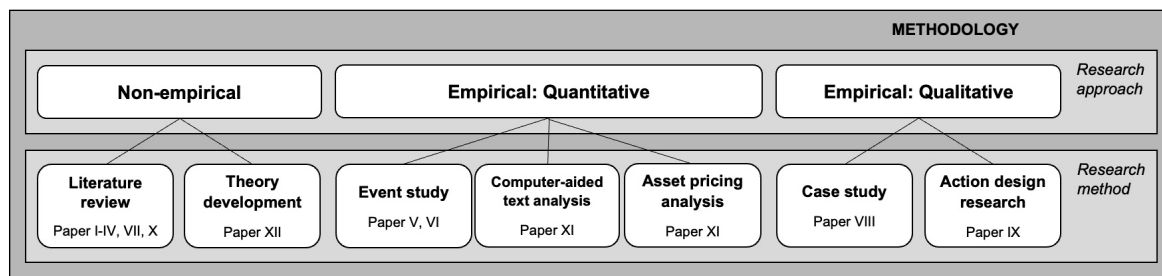 METHODOLOGY
Non-empirical
Empirical: Quantitative
Empirical: Qualitative
Research
approach
Literature
review
Paper I-IV, VII, X
Theory
development
Paper XII
Event study
Paper V, VI
Computer-aided
text analysis
Paper XI
Asset pricing
analysis
Paper XI
Case study
Paper VIII
Action design
research
Paper IX
Research
method